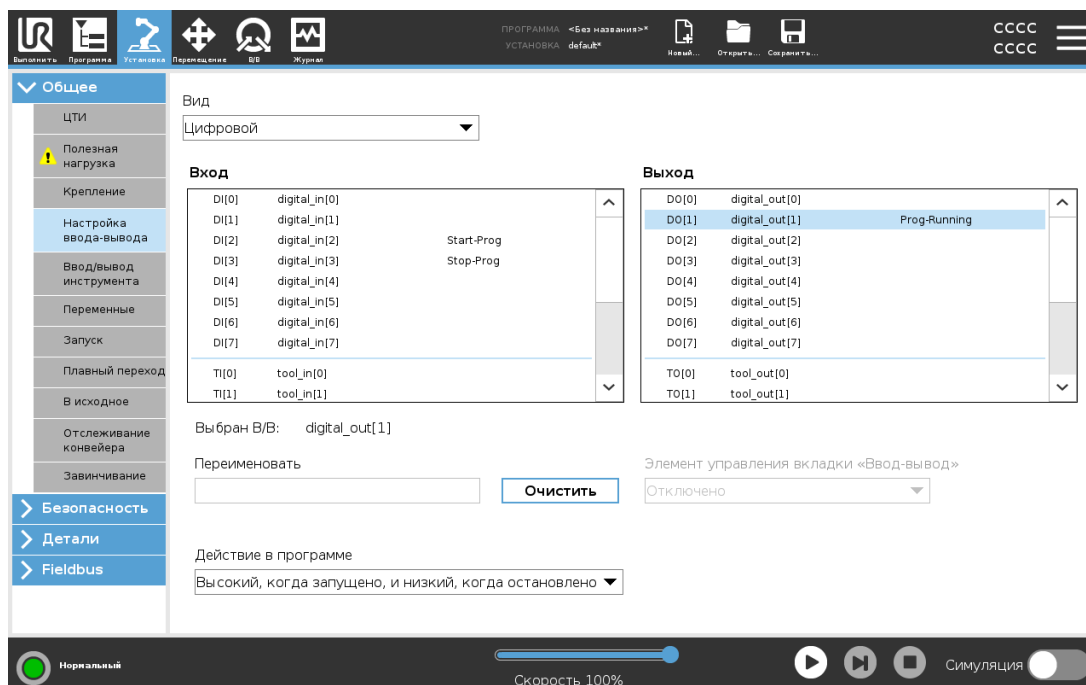 UR
ПРОГРАММА <Без названия>*
УСТАНОВКА default*
CCCC
CCCC
Выполнить Программа Установка Перемещение В/В Журнал
Новый... Открыть... Сохранить...
Общее
ЦТИ
Полезная
нагрузка
Крепление
Настройка
ввода-вывода
Ввод/вывод
инструмента
Переменные
Запуск
Плавный переход
В исходное
Отслеживание
конвейера
Завинчивание
Безопасность
Детали
Fieldbus
Вид
Цифровой
Вход
DI[0] digital_in[0]
DI[1] digital_in[1]
DI[2] digital_in[2] Start-Prog
DI[3] digital_in[3] Stop-Prog
DI[4] digital_in[4]
DI[5] digital_in[5]
DI[6] digital_in[6]
DI[7] digital_in[7]
TI[0] tool_in[0]
TI[1] tool_in[1]
Выход
DO[0] digital_out[0]
DO[1] digital_out[1] Prog-Running
DO[2] digital_out[2]
DO[3] digital_out[3]
DO[4] digital_out[4]
DO[5] digital_out[5]
DO[6] digital_out[6]
DO[7] digital_out[7]
TO[0] tool_out[0]
TO[1] tool_out[1]
Выбран В/В: digital_out[1]
Переименовать
Очистить
Элемент управления вкладки «Ввод-вывод»
Отключено
Действие в программе
Высокий, когда запущено, и низкий, когда остановлено
Нормальный
Скорость 100%
Симуляция